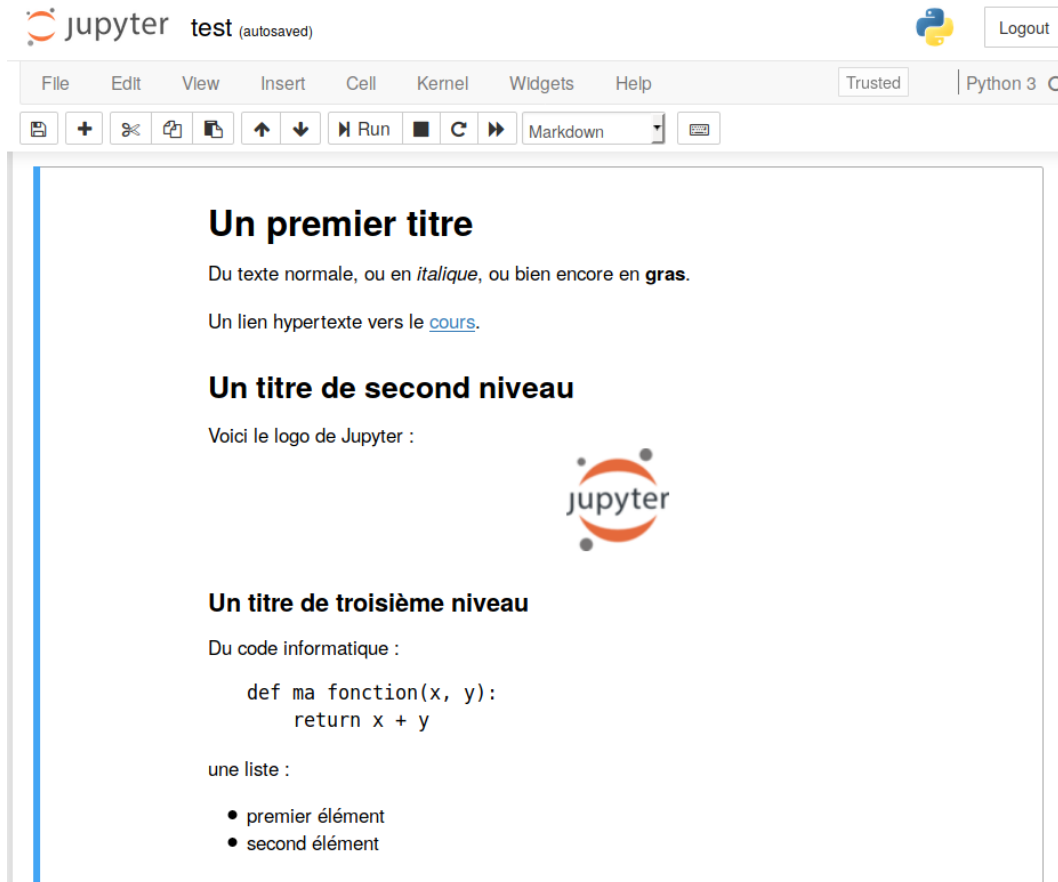 jupyter test (autosaved)
Logout
File Edit View Insert Cell Kernel Widgets Help Trusted Python 3
Run Markdown
Un premier titre
Du texte normale, ou en italique, ou bien encore en gras.
Un lien hypertexte vers le cours.
Un titre de second niveau
Voici le logo de Jupyter :
jupyter
Un titre de troisième niveau
Du code informatique :
def ma fonction(x, y):
    return x + y
une liste :
premier élément
second élément